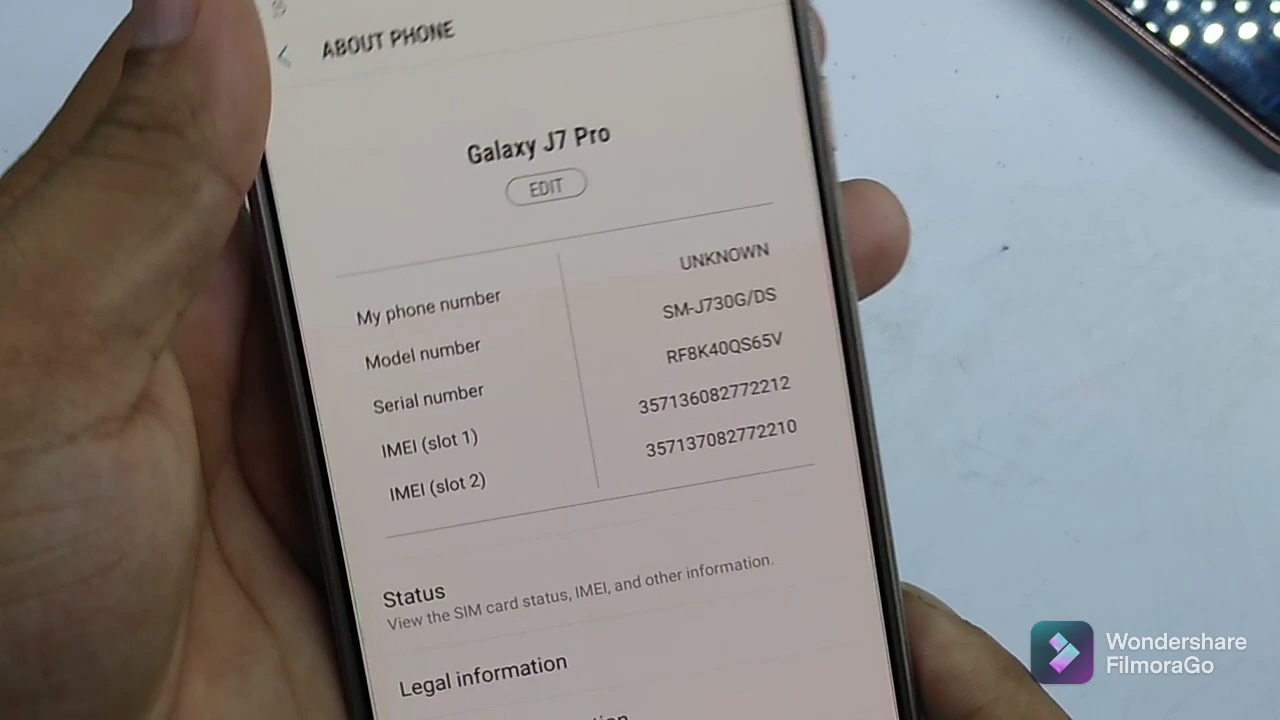 ABOUT PHONE
Galaxy J7 Pro
EDIT
My phone number UNKNOWN
Model number SM-J730G/DS
Serial number RF8K40QS65V
IMEI (slot 1) 357136082772212
IMEI (slot 2) 357137082772210
Status
View the SIM card status, IMEI, and other information.
Legal information
Wondershare
FilmoraGo